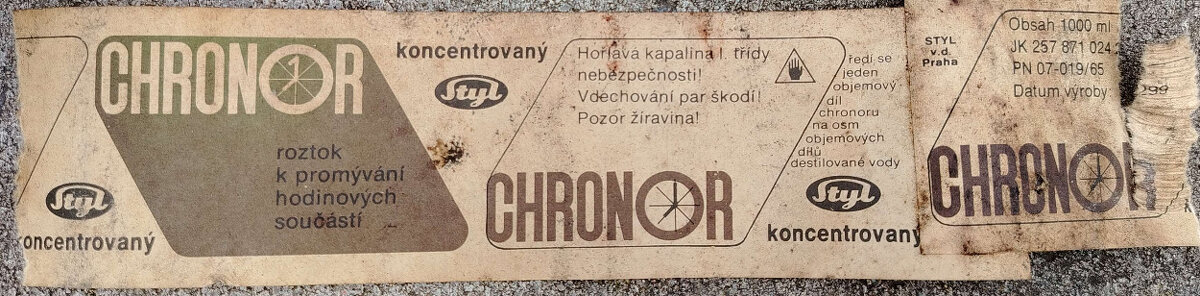 CHRONOR
roztok
k promývání
hodinových
součástí
Styl
oncentrovaný
koncentrovaný
Styl
Hořlavá kapalina I. třídy
nebezpečnosti!
Vdechování par škodí!
Pozor žíravina!
CHRONOR
ředí se
jeden
objemový
díl
chronoru
na osm
objemových
dílů
destilované vody
Styl
koncentrovaný
STYL
v.d.
Praha
Obsah 1000 ml
JK 257 871 024
PN 07-019/65
Datum výroby
CHRONOR